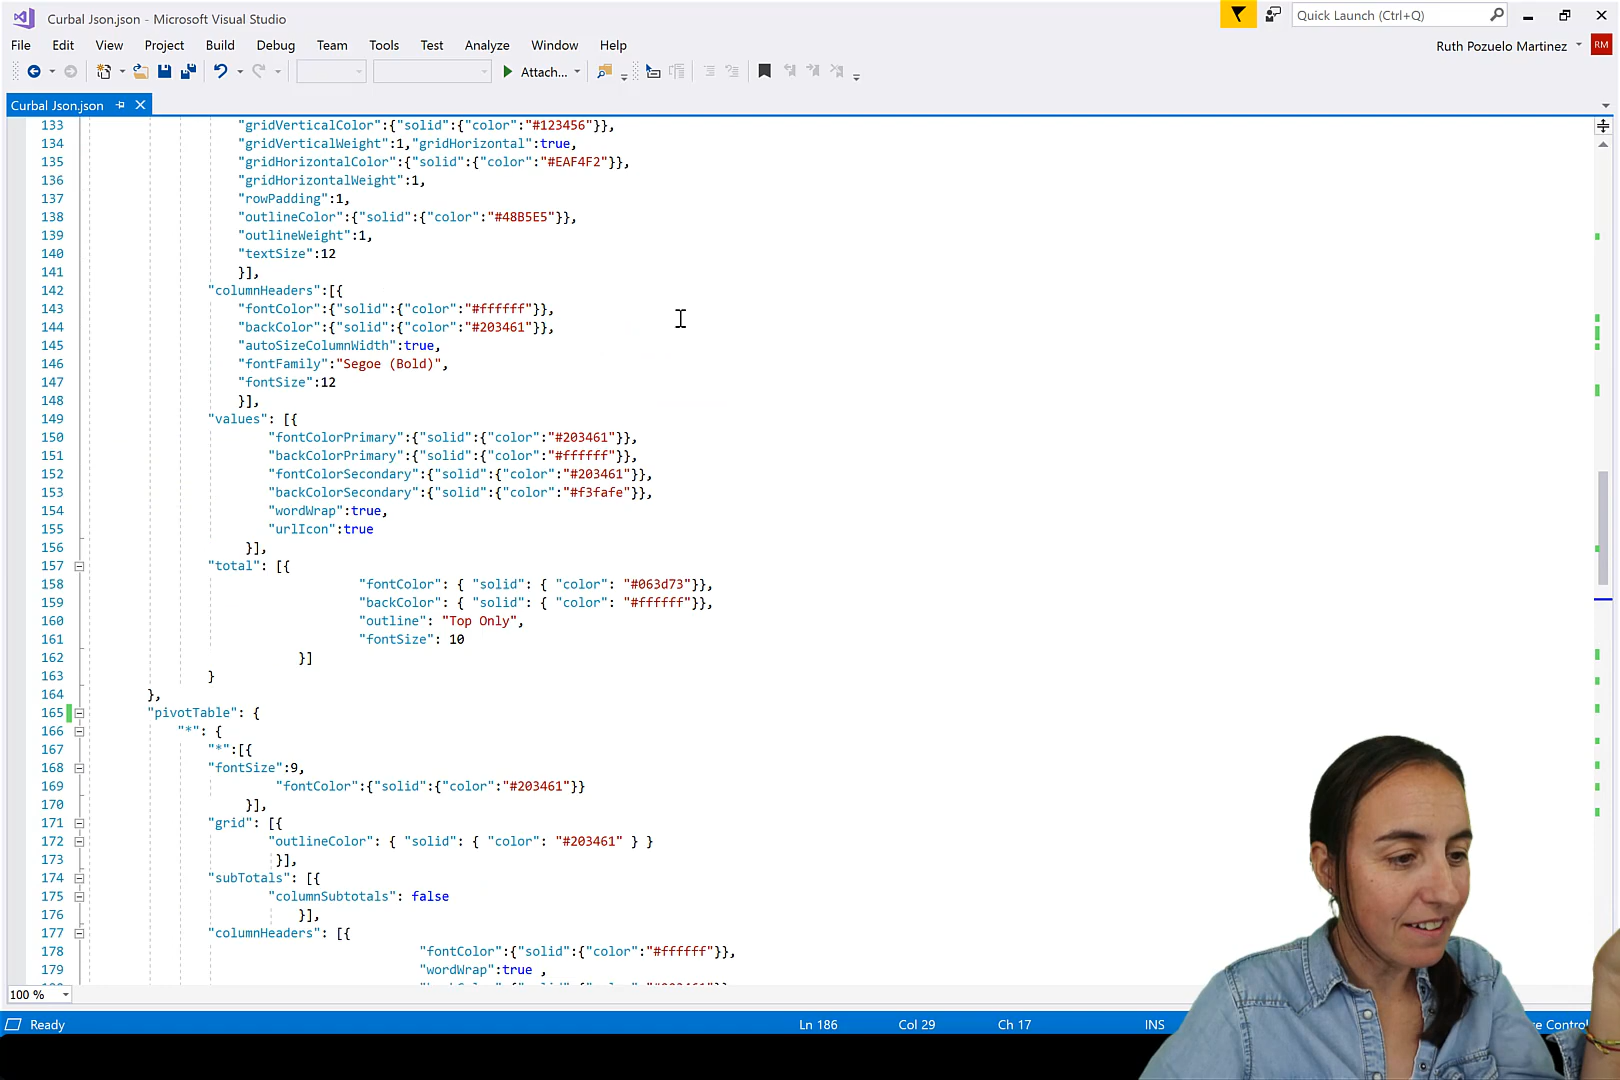 Curbal Json.json - Microsoft Visual Studio
Quick Launch (Ctrl+Q)
File Edit View Project Build Debug Team Tools Test Analyze Window Help
Ruth Pozuelo Martinez RM
Attach...
Curbal Json.json
133 "gridVerticalColor":{"solid":{"color":"#123456"}},
134 "gridVerticalWeight":1,"gridHorizontal":true,
135 "gridHorizontalColor":{"solid":{"color":"#EAF4F2"}},
136 "gridHorizontalWeight":1,
137 "rowPadding":1,
138 "outlineColor":{"solid":{"color":"#48B5E5"}},
139 "outlineWeight":1,
140 "textSize":12
141 }],
142 "columnHeaders":[{
143 "fontColor":{"solid":{"color":"#ffffff"}},
144 "backColor":{"solid":{"color":"#203461"}},
145 "autoSizeColumnWidth":true,
146 "fontFamily":"Segoe (Bold)",
147 "fontSize":12
148 }],
149 "values": [{
150 "fontColorPrimary":{"solid":{"color":"#203461"}},
151 "backColorPrimary":{"solid":{"color":"#ffffff"}},
152 "fontColorSecondary":{"solid":{"color":"#203461"}},
153 "backColorSecondary":{"solid":{"color":"#f3fafe"}},
154 "wordWrap":true,
155 "urlIcon":true
156 }],
157 "total": [{
158 "fontColor": { "solid": { "color": "#063d73"}},
159 "backColor": { "solid": { "color": "#ffffff"}},
160 "outline": "Top Only",
161 "fontSize": 10
162 }]
163 }
164 },
165 "pivotTable": {
166 "*": {
167 "*":[{
168 "fontSize":9,
169 "fontColor":{"solid":{"color":"#203461"}}
170 }],
171 "grid": [{
172 "outlineColor": { "solid": { "color": "#203461" } }
173 }],
174 "subTotals": [{
175 "columnSubtotals": false
176 }],
177 "columnHeaders": [{
178 "fontColor":{"solid":{"color":"#ffffff"}},
179 "wordWrap":true ,
100 %
Ready Ln 186 Col 29 Ch 17 INS